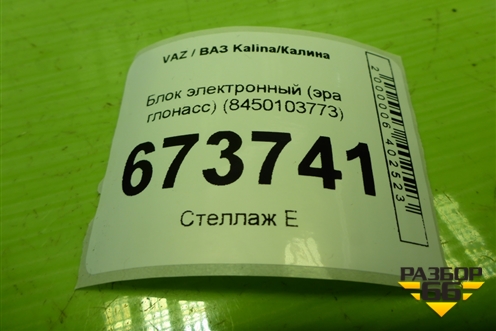 VAZ / ВАЗ Kalina/Калина
Блок электронный (эра
глонасс) (8450103773)
673741
Стеллаж Е
2000006402523
РАЗБОР
66